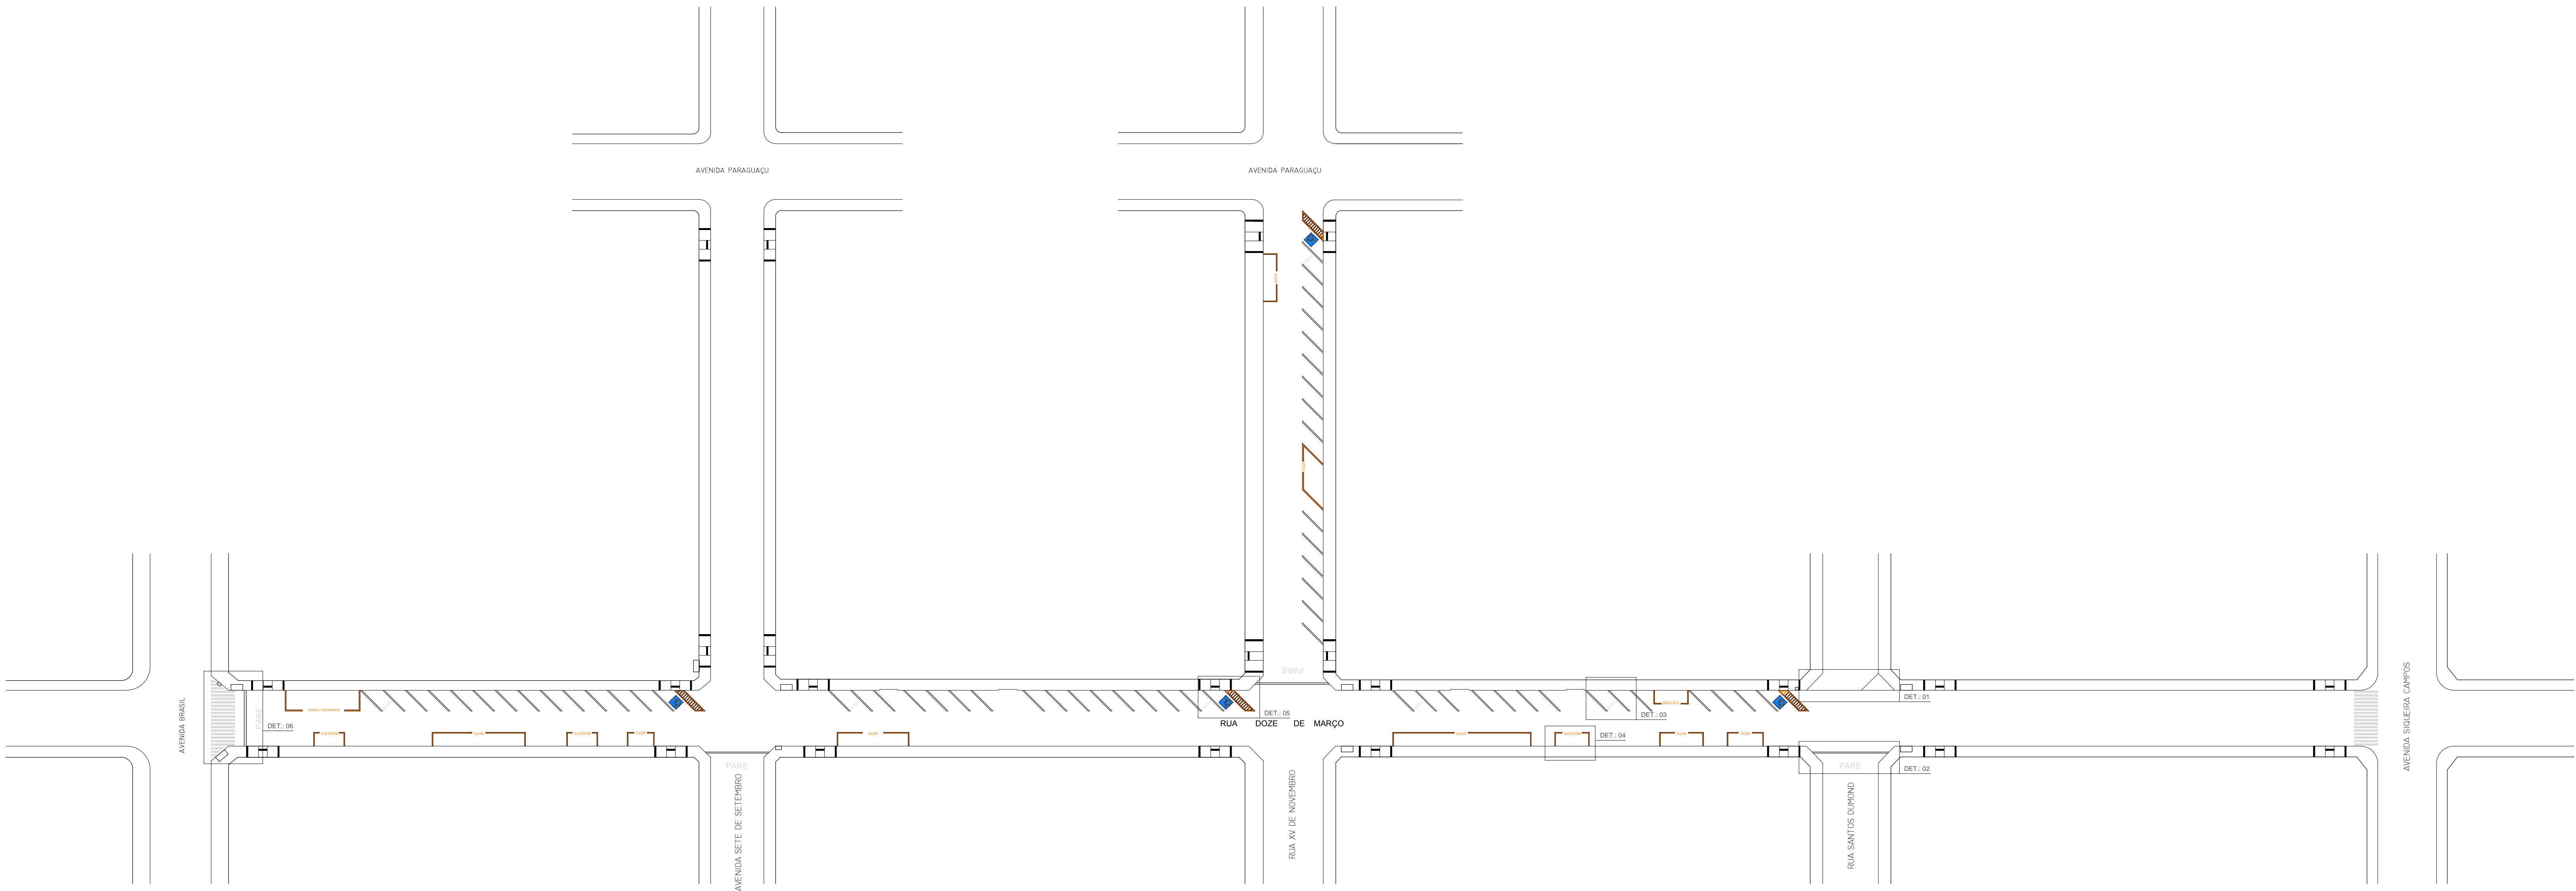 AVENIDA PARAGUAÇU
AVENIDA PARAGUAÇU
PARE
AVENIDA BRASIL
PARE
DET.: 06
CARGA / DESCARGA
DET.: 05
RUA DOZE DE MARÇO
DET.: 03
DET.: 04
DET.: 01
DET.: 02
PARE
PARE
AVENIDA SETE DE SETEMBRO
RUA XV DE NOVEMBRO
RUA SANTOS DUMOND
AVENIDA SIQUEIRA CAMPOS